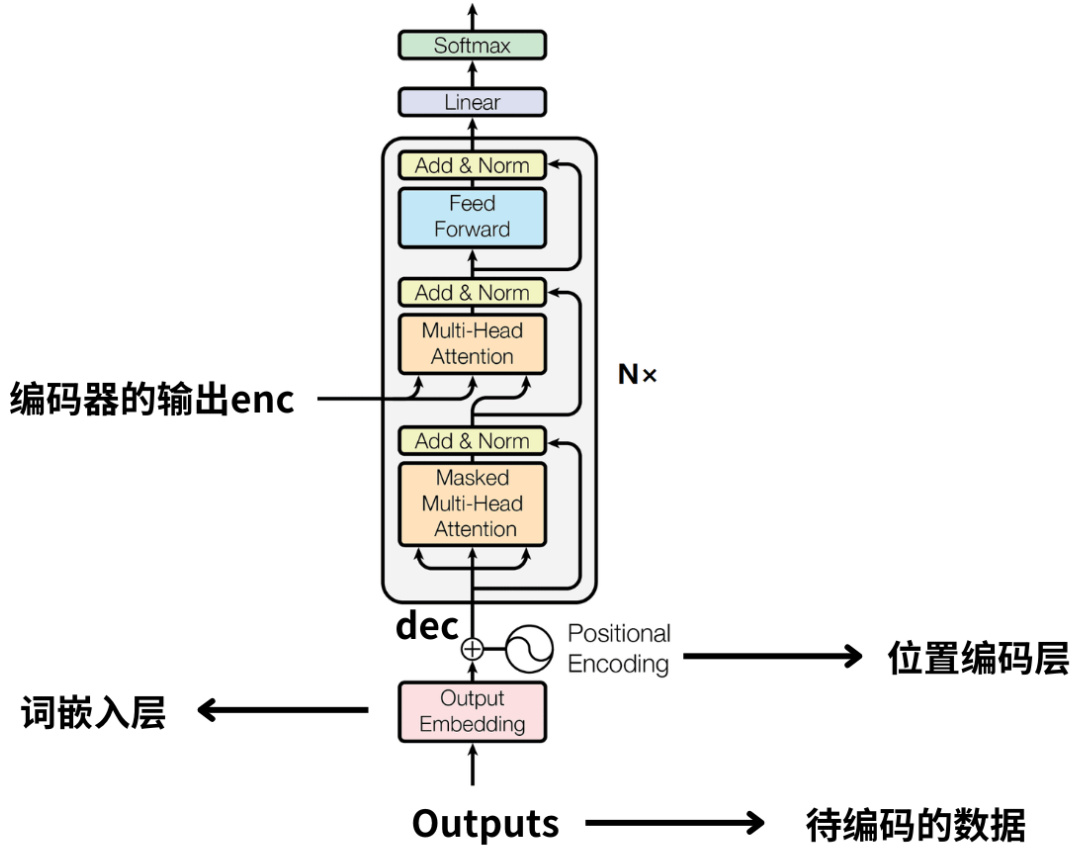 Softmax
Linear
Add & Norm
Feed
Forward
Add & Norm
Multi-Head
Attention
N×
编码器的输出enc
Add & Norm
Masked
Multi-Head
Attention
dec
Positional
Encoding
位置编码层
词嵌入层
Output
Embedding
Outputs
待编码的数据